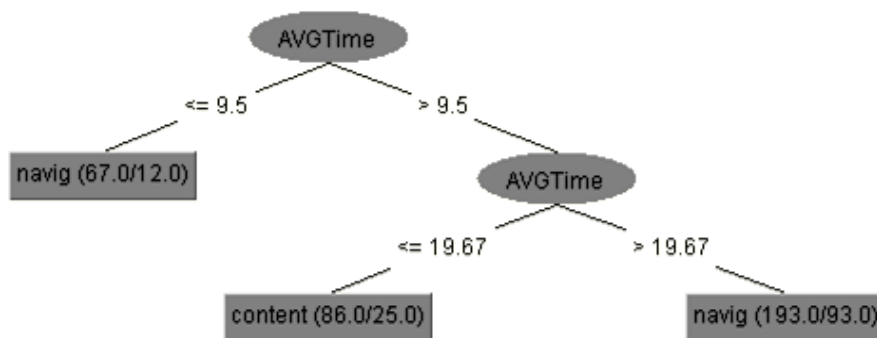 AVGTime
<= 9.5
> 9.5
navig (67.0/12.0)
AVGTime
<= 19.67
> 19.67
content (86.0/25.0)
navig (193.0/93.0)